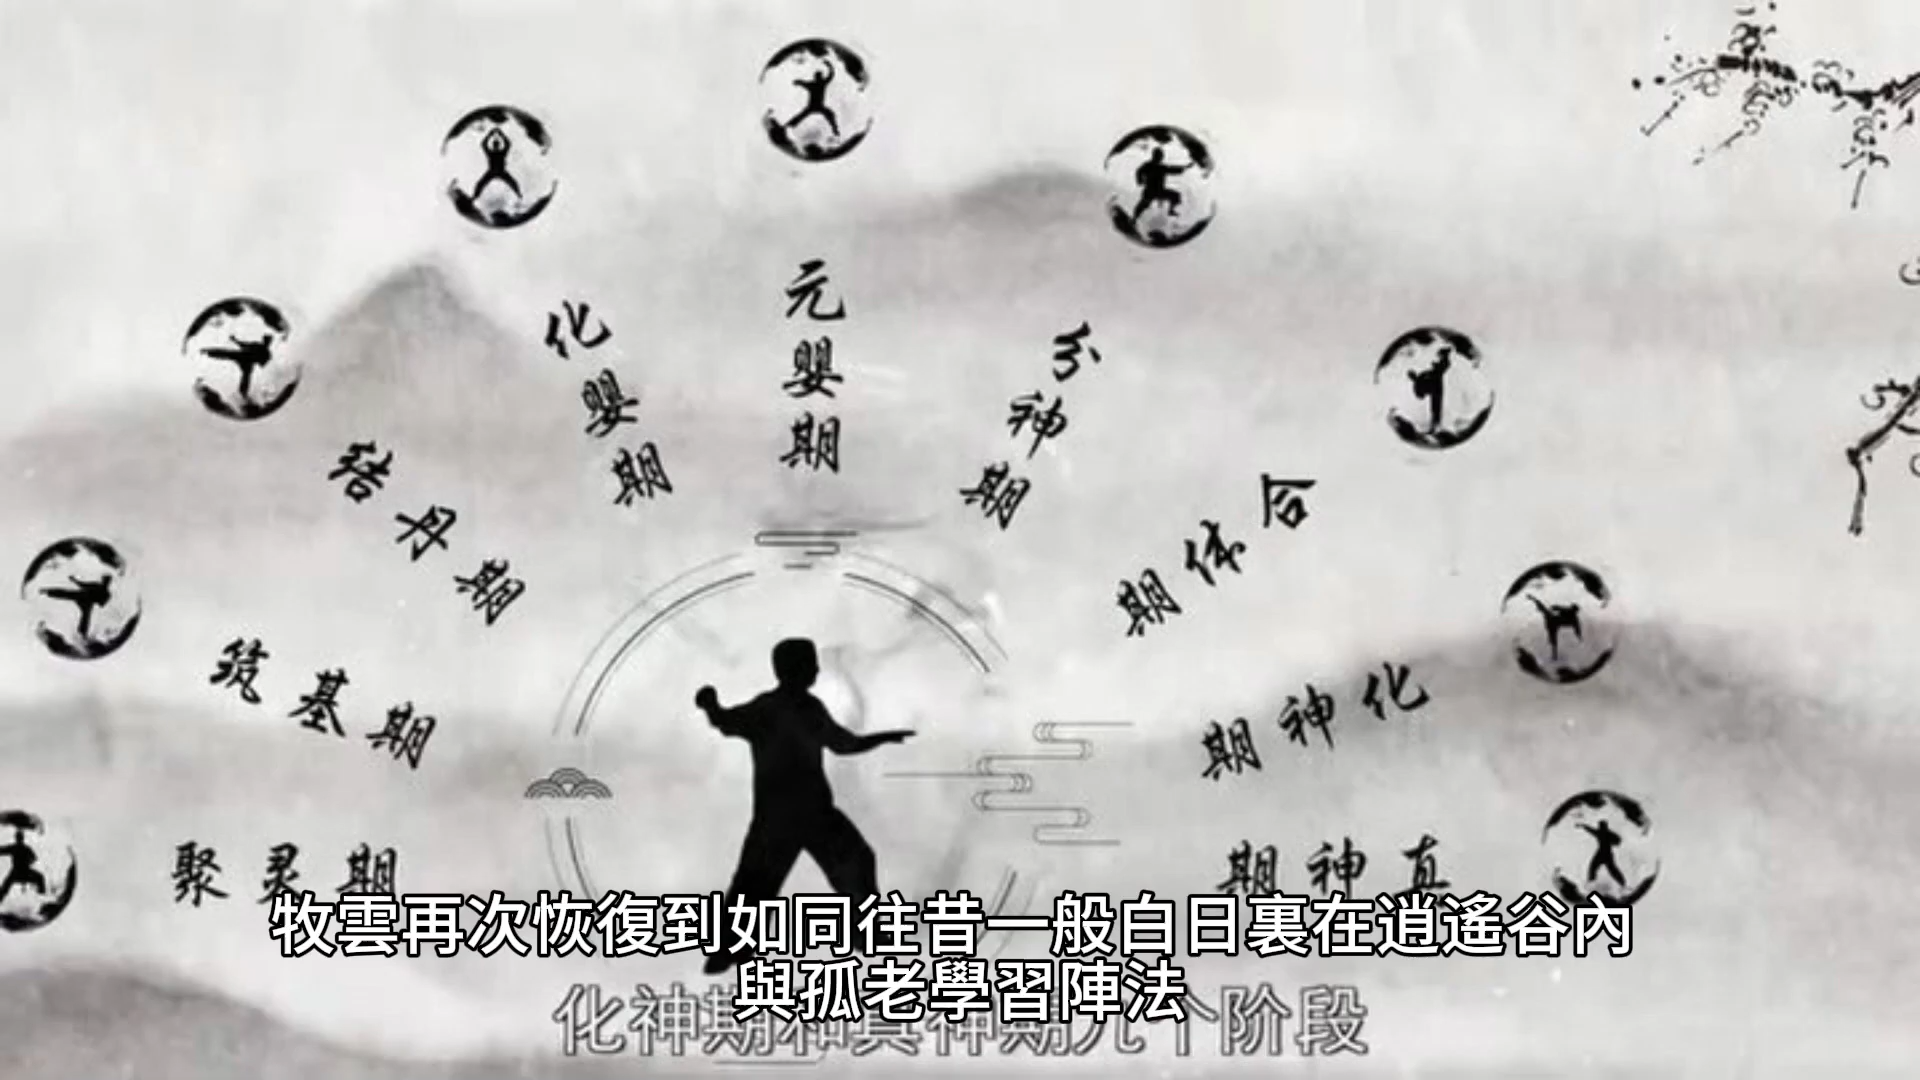 聚灵期
筑基期
结丹期
化婴期
元婴期
分神期
合体期
化神期
真神期
牧雲再次恢復到如同往昔一般白日裏在逍遙谷內
與孤老學習陣法
化神期和真神期九个阶段